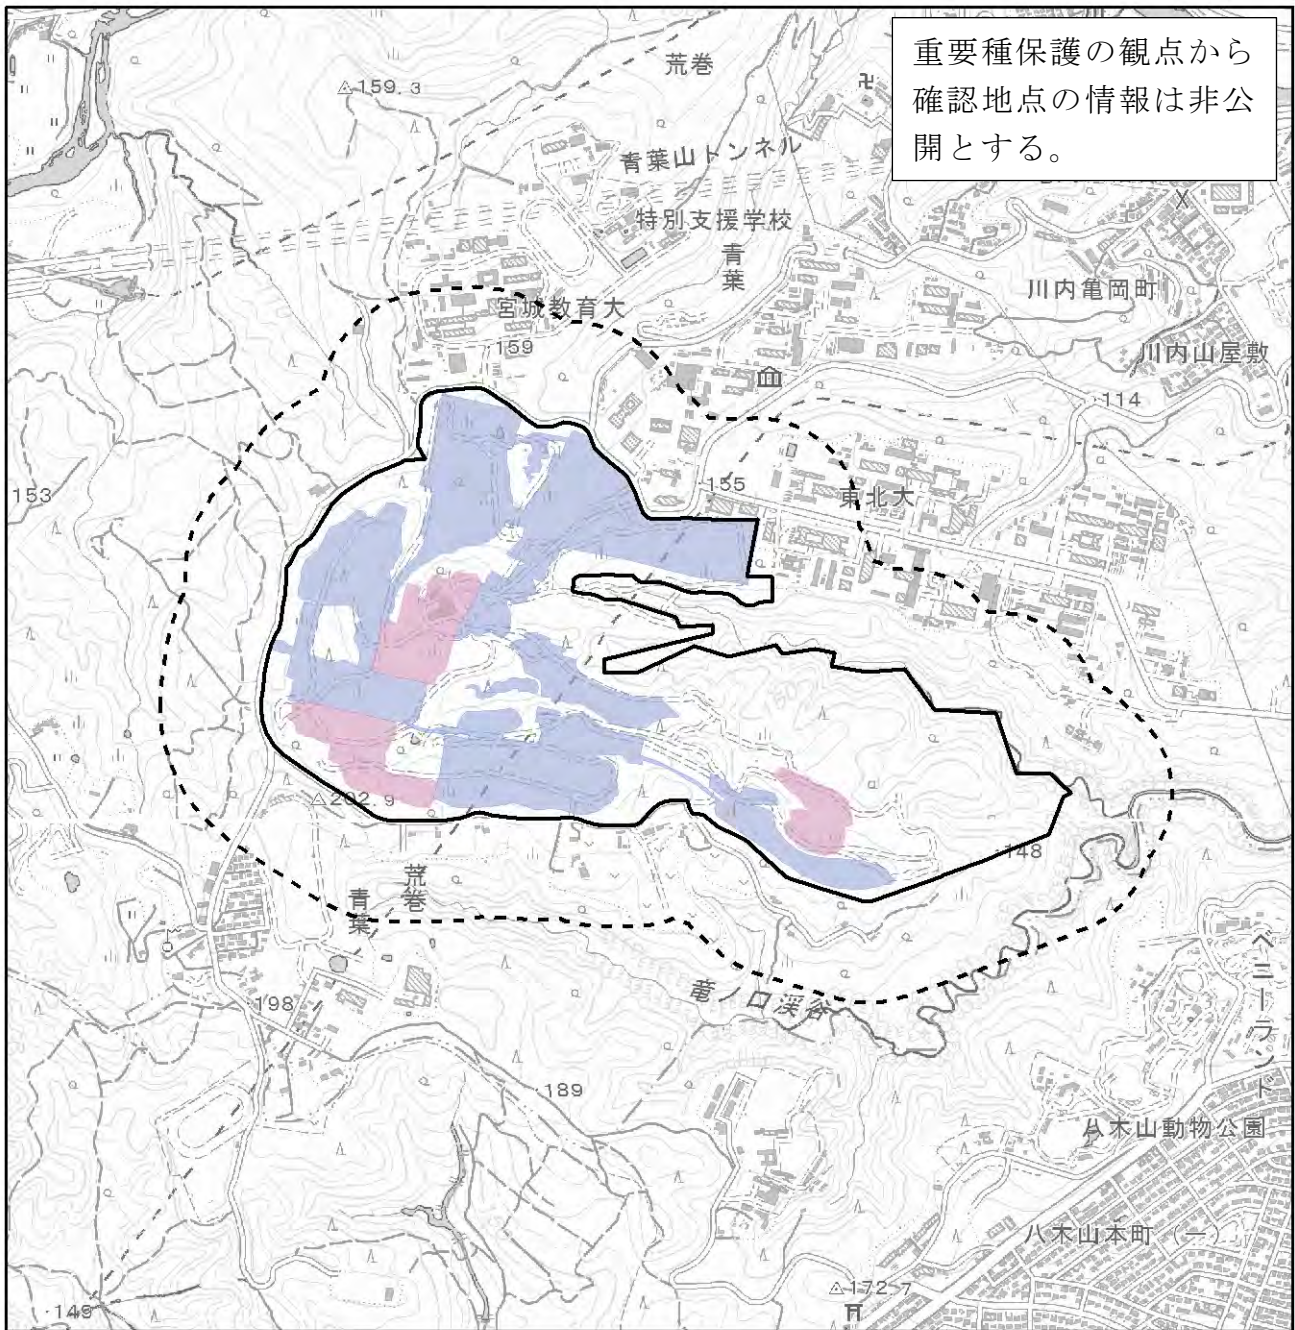 重要種保護の観点から
確認地点の情報は非公
開とする。
荒巻
159.3
青葉山トンネル
特別支援学校
青葉
川内亀岡町
宮城教育大
159
川内山屋敷
114
153
155
東北大
202.9
148
荒巻
青葉
竜ノ口渓谷
198
ベニーランド
189
八木山動物公園
八木山本町(一)
172.7
149